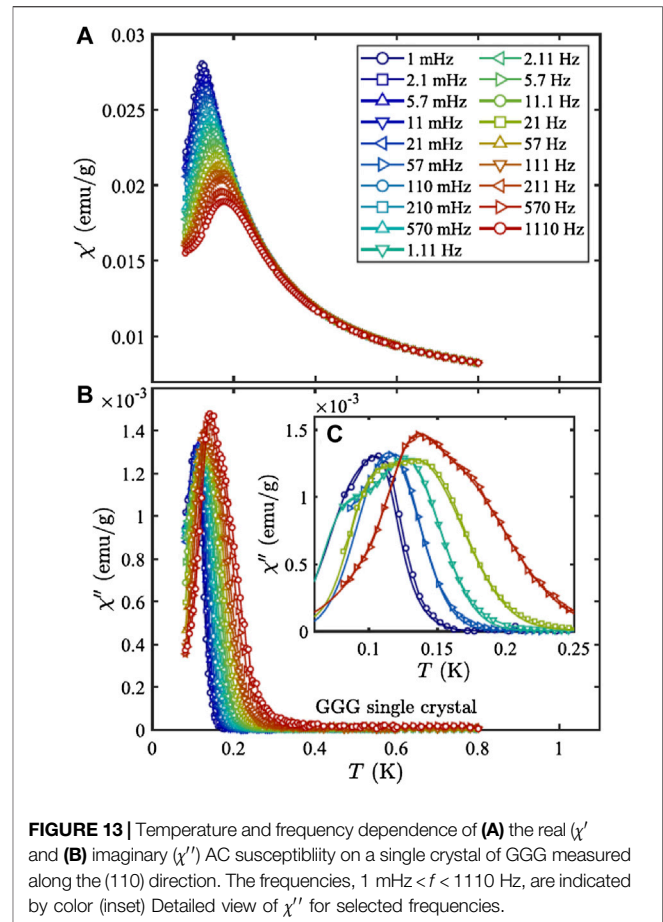 A
0.03
0.025
0.02
0.015
0.01
χ′ (emu/g)
1 mHz
2.1 mHz
5.7 mHz
11 mHz
21 mHz
57 mHz
110 mHz
210 mHz
570 mHz
1.11 Hz
2.11 Hz
5.7 Hz
11.1 Hz
21 Hz
57 Hz
111 Hz
211 Hz
570 Hz
1110 Hz
B
×10⁻³
1.4
1.2
1
0.8
0.6
0.4
0.2
0
χ′′ (emu/g)
0
0.2
0.4
0.6
0.8
1
T (K)
GGG single crystal
×10⁻³
C
1.5
1
0.5
0
χ′′ (emu/g)
0.1
0.15
0.2
0.25
T (K)
FIGURE 13 | Temperature and frequency dependence of (A) the real (χ′
and (B) imaginary (χ′′) AC susceptibliity on a single crystal of GGG measured
along the (110) direction. The frequencies, 1 mHz < f < 1110 Hz, are indicated
by color (inset) Detailed view of χ′′ for selected frequencies.